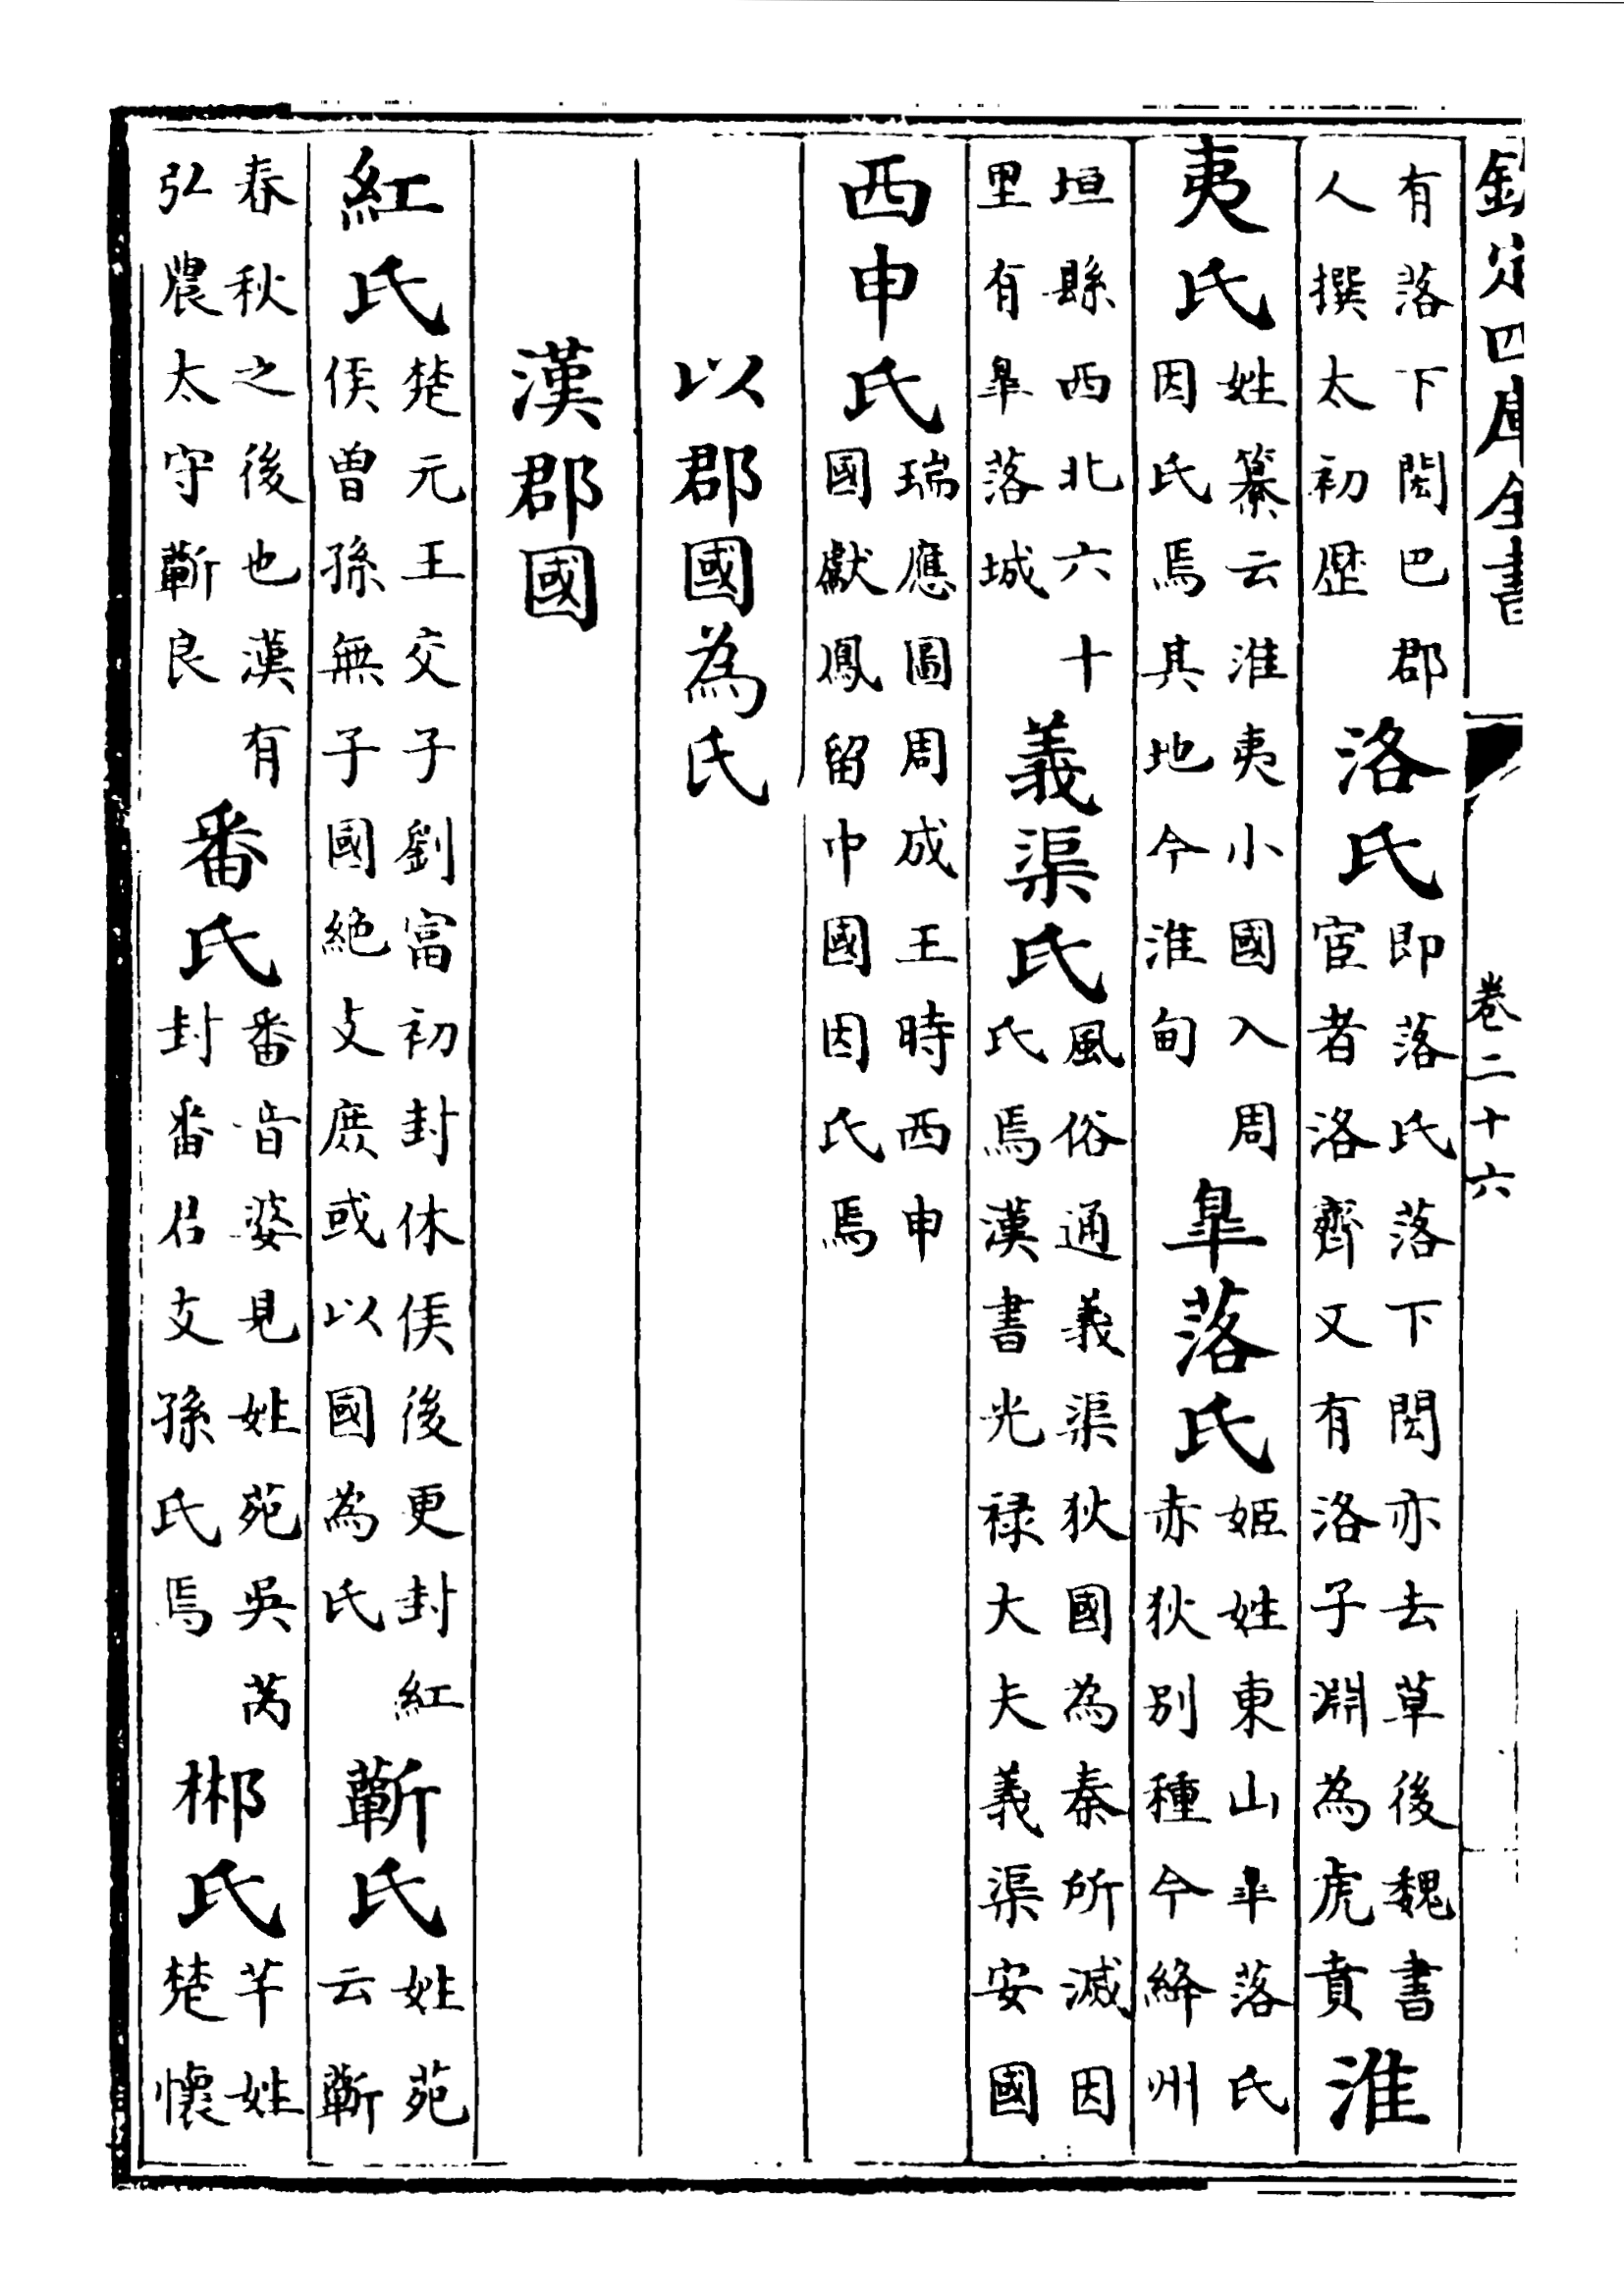 欽定四庫全書 卷二十六
有落下閎巴郡人撰太初歷洛氏即落氏落下閎亦去草後魏書宦者洛齊又有洛子淵為虎賁淮
夷氏姓纂云淮夷小國入周因氏焉其地今淮甸皐落氏姬姓東山皐落氏赤狄別種今絳州
垣縣西北六十里有皐落城義渠氏風俗通義渠狄國為秦所滅因氏焉漢書光禄大夫義渠安國
西申氏瑞應圖周成王時西申國獻鳳留中國因氏焉
以郡國為氏
漢郡國
紅氏楚元王交子劉富初封休侯後更封紅侯曾孫無子國絶支庶或以國為氏蘄氏姓苑云蘄
春秋之後也漢有弘農太守蘄良番氏番音婆見姓苑吳芮封番君支孫氏焉郴氏芈姓楚懷